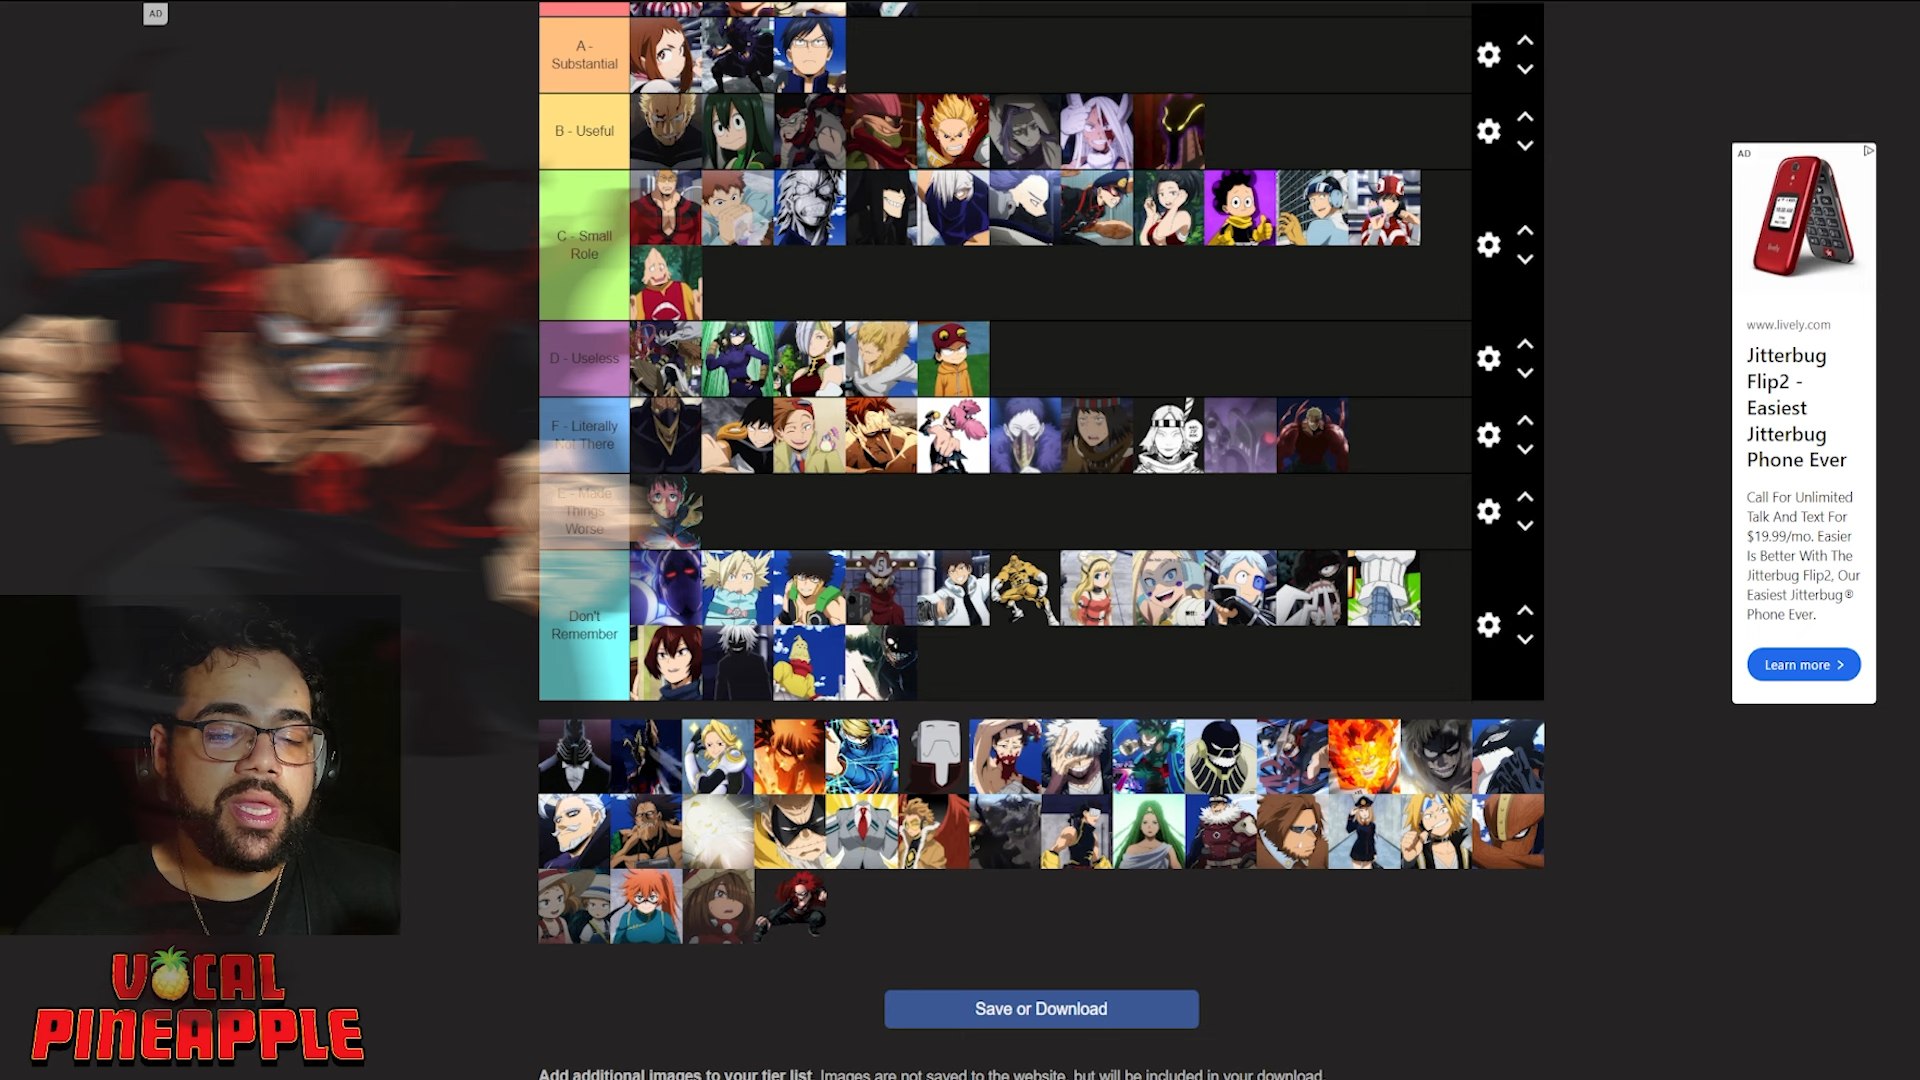 AD
A -
Substantial
B - Useful
C - Small
Role
D - Useless
F - Literally
Not There
E - Made
Things
Worse
Don't
Remember
AD
www.lively.com
Jitterbug
Flip2 -
Easiest
Jitterbug
Phone Ever
Call For Unlimited
Talk And Text For
$19.99/mo. Easier
Is Better With The
Jitterbug Flip2, Our
Easiest Jitterbug®
Phone Ever.
Learn more >
VOCAL
PINEAPPLE
Save or Download
Add additional images to your tier list. Images are not saved to the website, but will be included in your download.